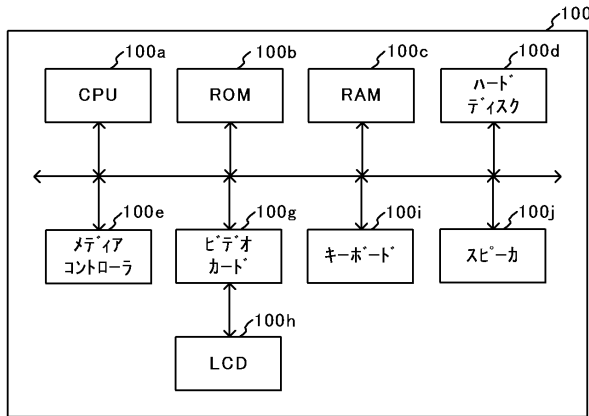 100
100a
100b
100c
100d
CPU
ROM
RAM
ﾊｰﾄﾞ
ﾃﾞｨｽｸ
100e
100g
100i
100j
ﾒﾃﾞｨｱ
ｺﾝﾄﾛｰﾗ
ﾋﾞﾃﾞｵ
ｶｰﾄﾞ
ｷｰﾎﾞｰﾄﾞ
ｽﾋﾟｰｶ
100h
LCD